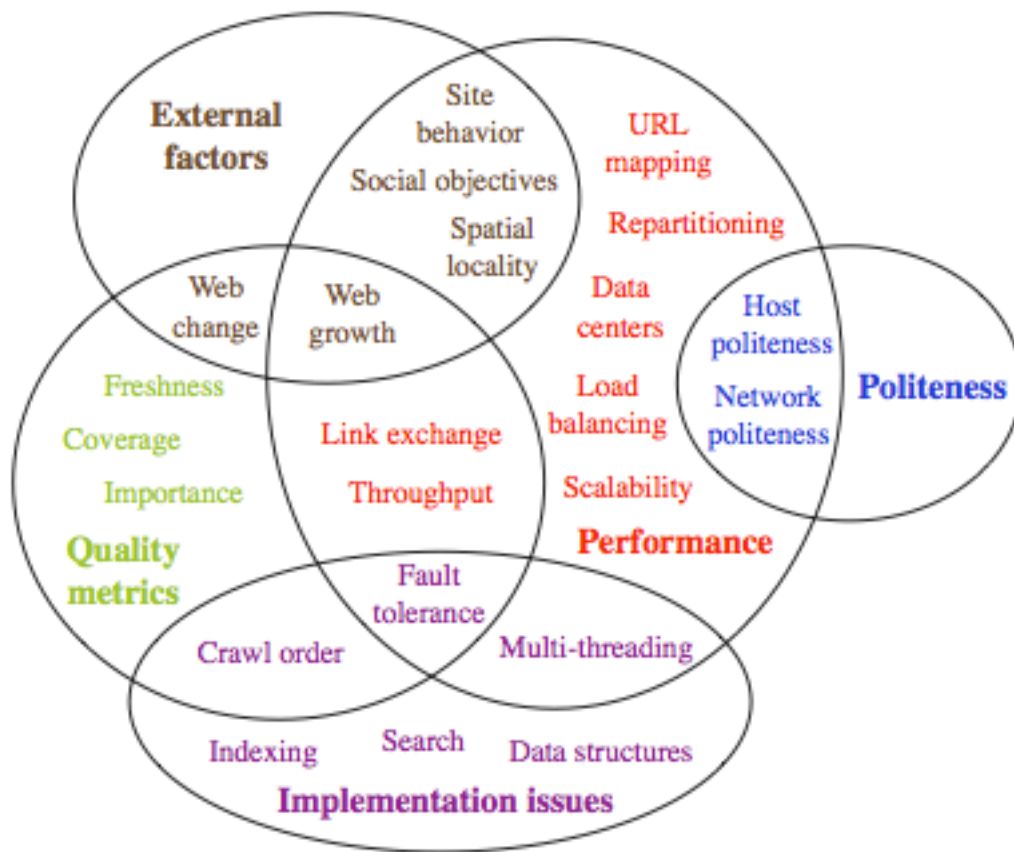 External
factors
Site
behavior
Social objectives
Spatial
locality
URL
mapping
Repartitioning
Web
change
Web
growth
Data
centers
Host
politeness
Network
politeness
Politeness
Freshness
Coverage
Importance
Quality
metrics
Link exchange
Throughput
Load
balancing
Scalability
Performance
Fault
tolerance
Crawl order
Multi-threading
Indexing
Search
Data structures
Implementation issues